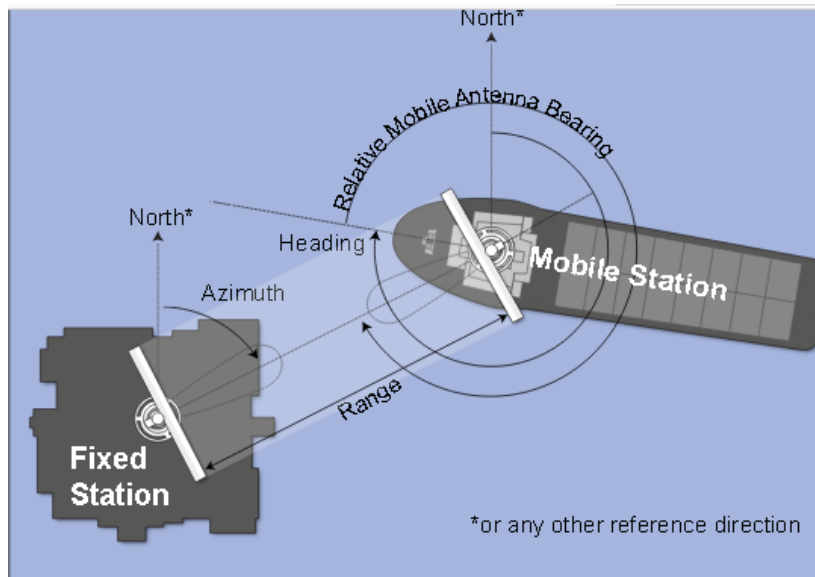 North*
Relative Mobile Antenna Bearing
North*
Heading
Mobile Station
Azimuth
Range
Fixed
Station
*or any other reference direction